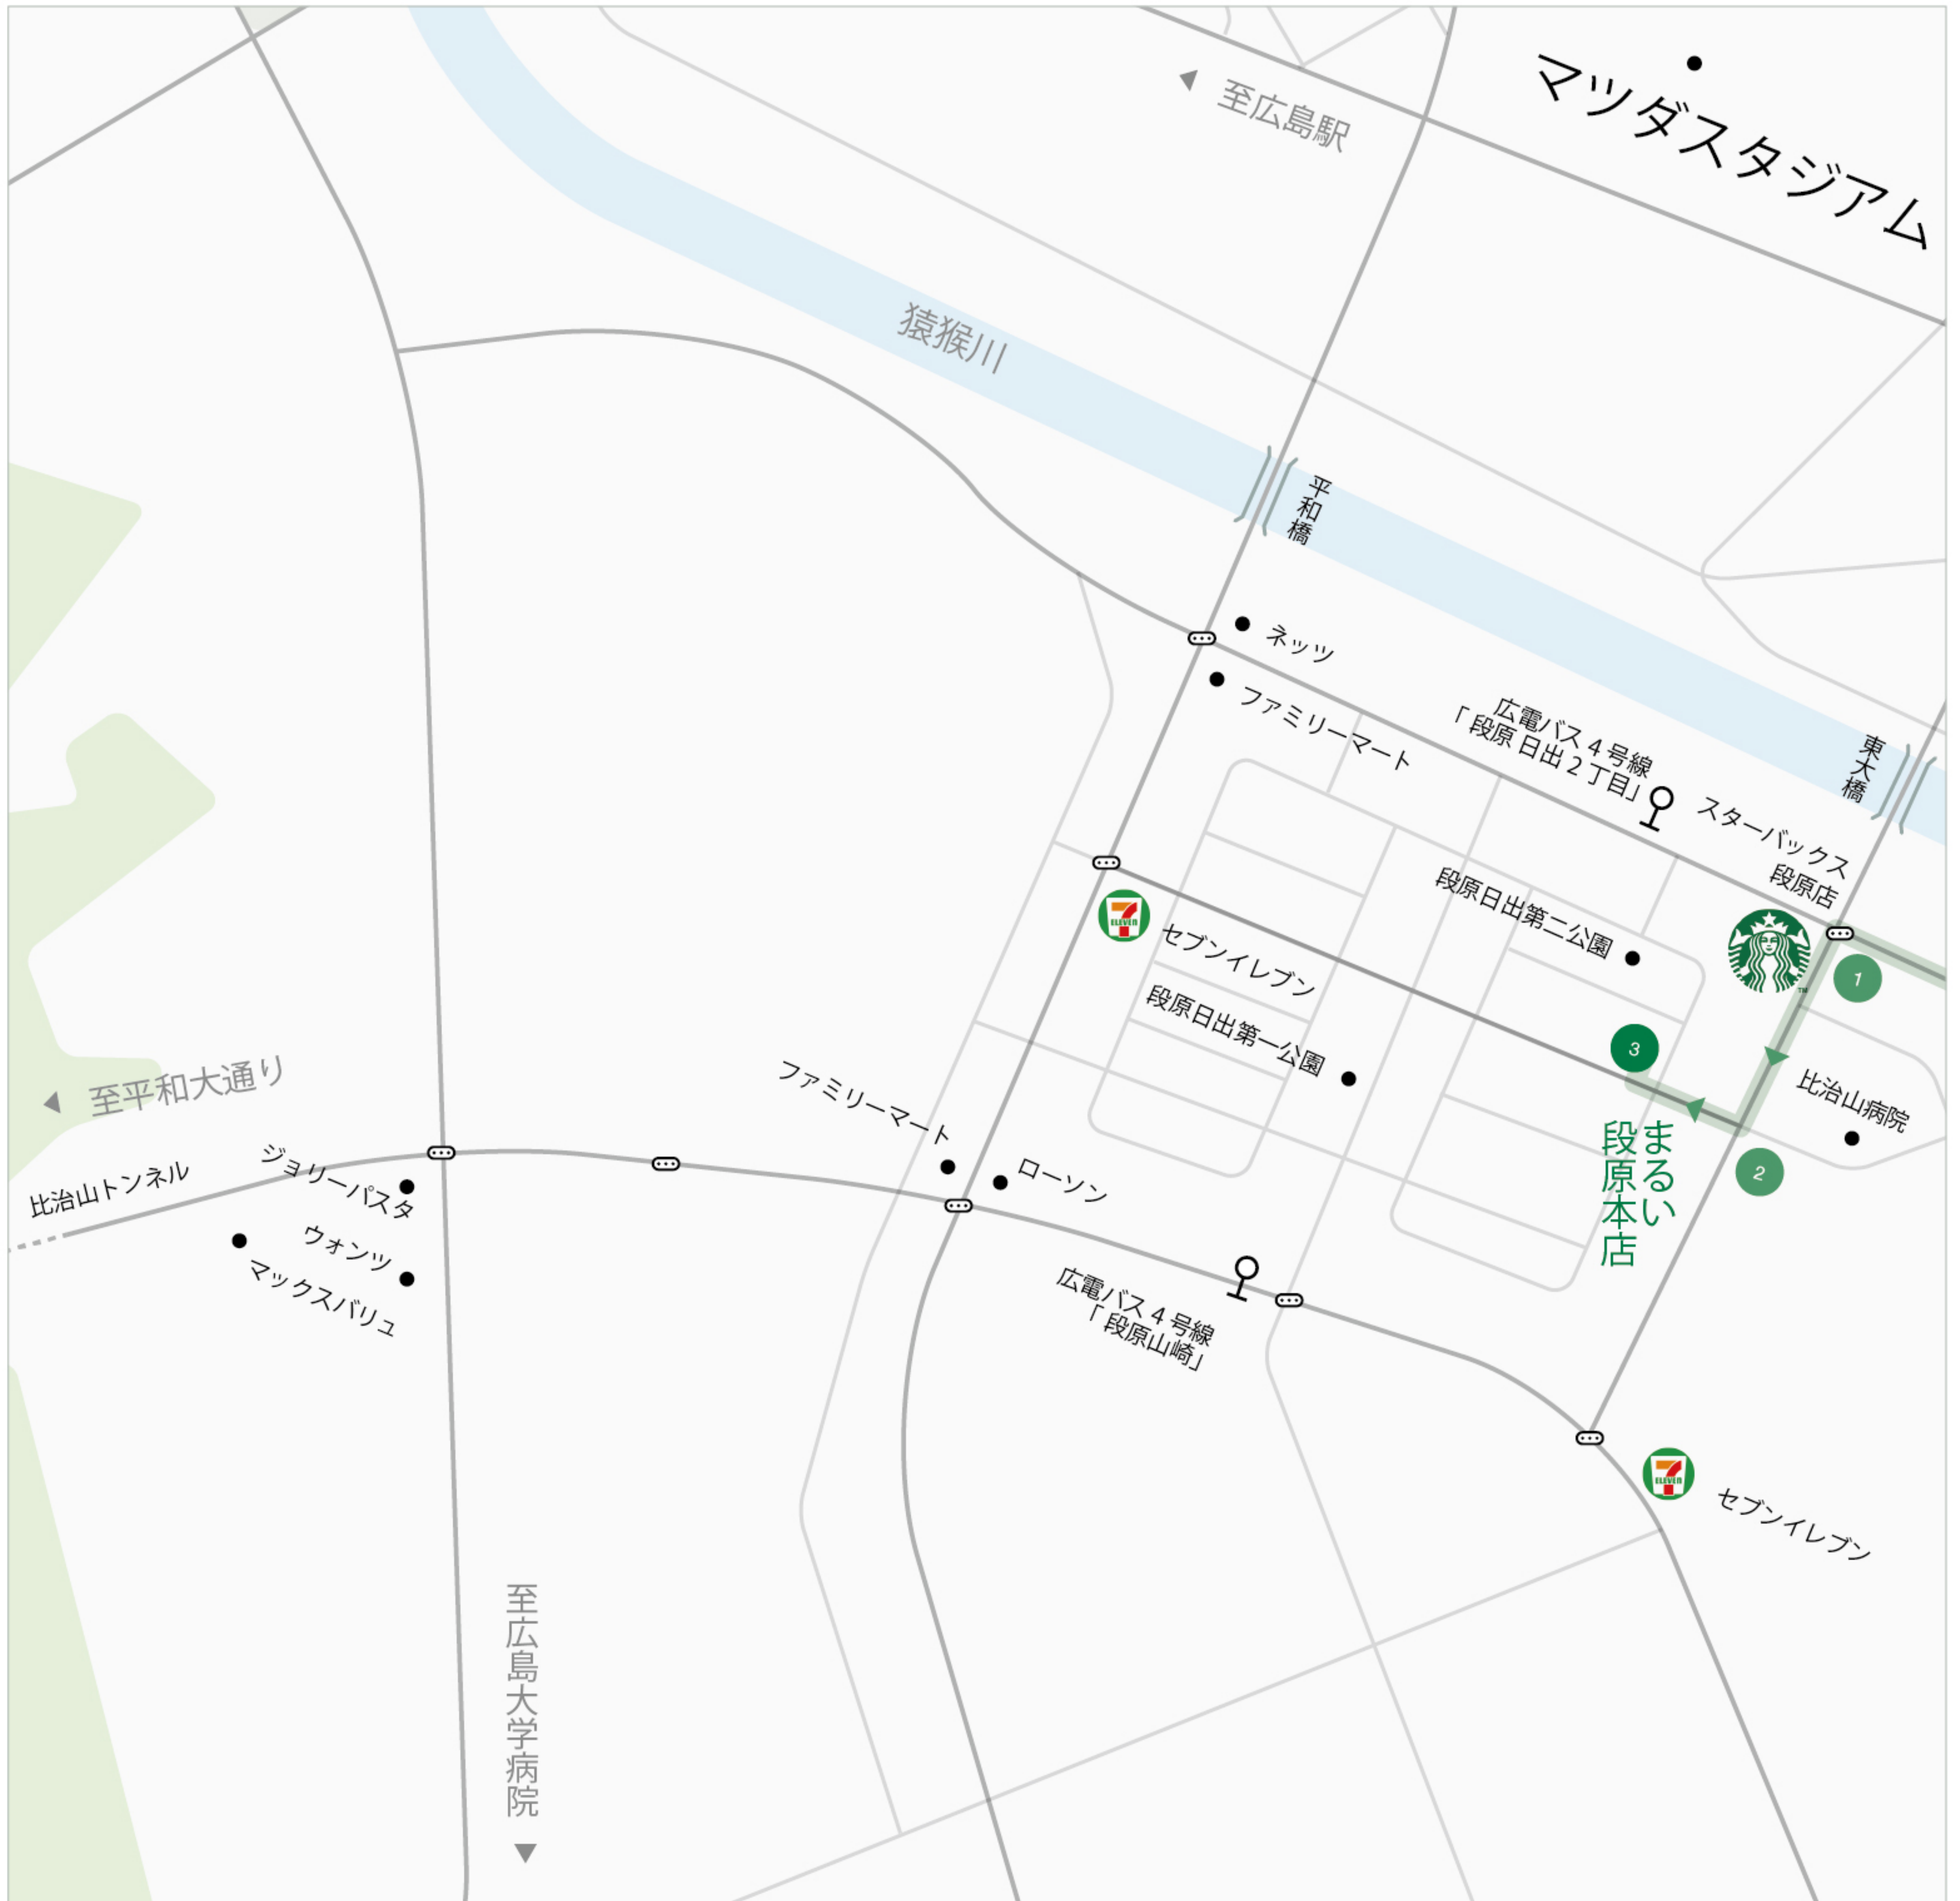 マツダスタジアム
至広島駅
猿猴川
平和橋
ネッツ
ファミリーマート
広電バス 4 号線
「 段原 日出 2 丁目」
東大橋
スターバックス
段原店
段原日出第二公園
ELEVEN
セブンイレブン
段原日出第一公園
TM
1
3
至平和大通り
ファミリーマート
比治山病院
まるい
段原本店
2
ジョリーパスタ
比治山トンネル
ローソン
ウォンツ
マックスバリュ
広電バス 4 号線
「 段原山崎」
7
ELEVEN
セブンイレブン
至広島大学病院